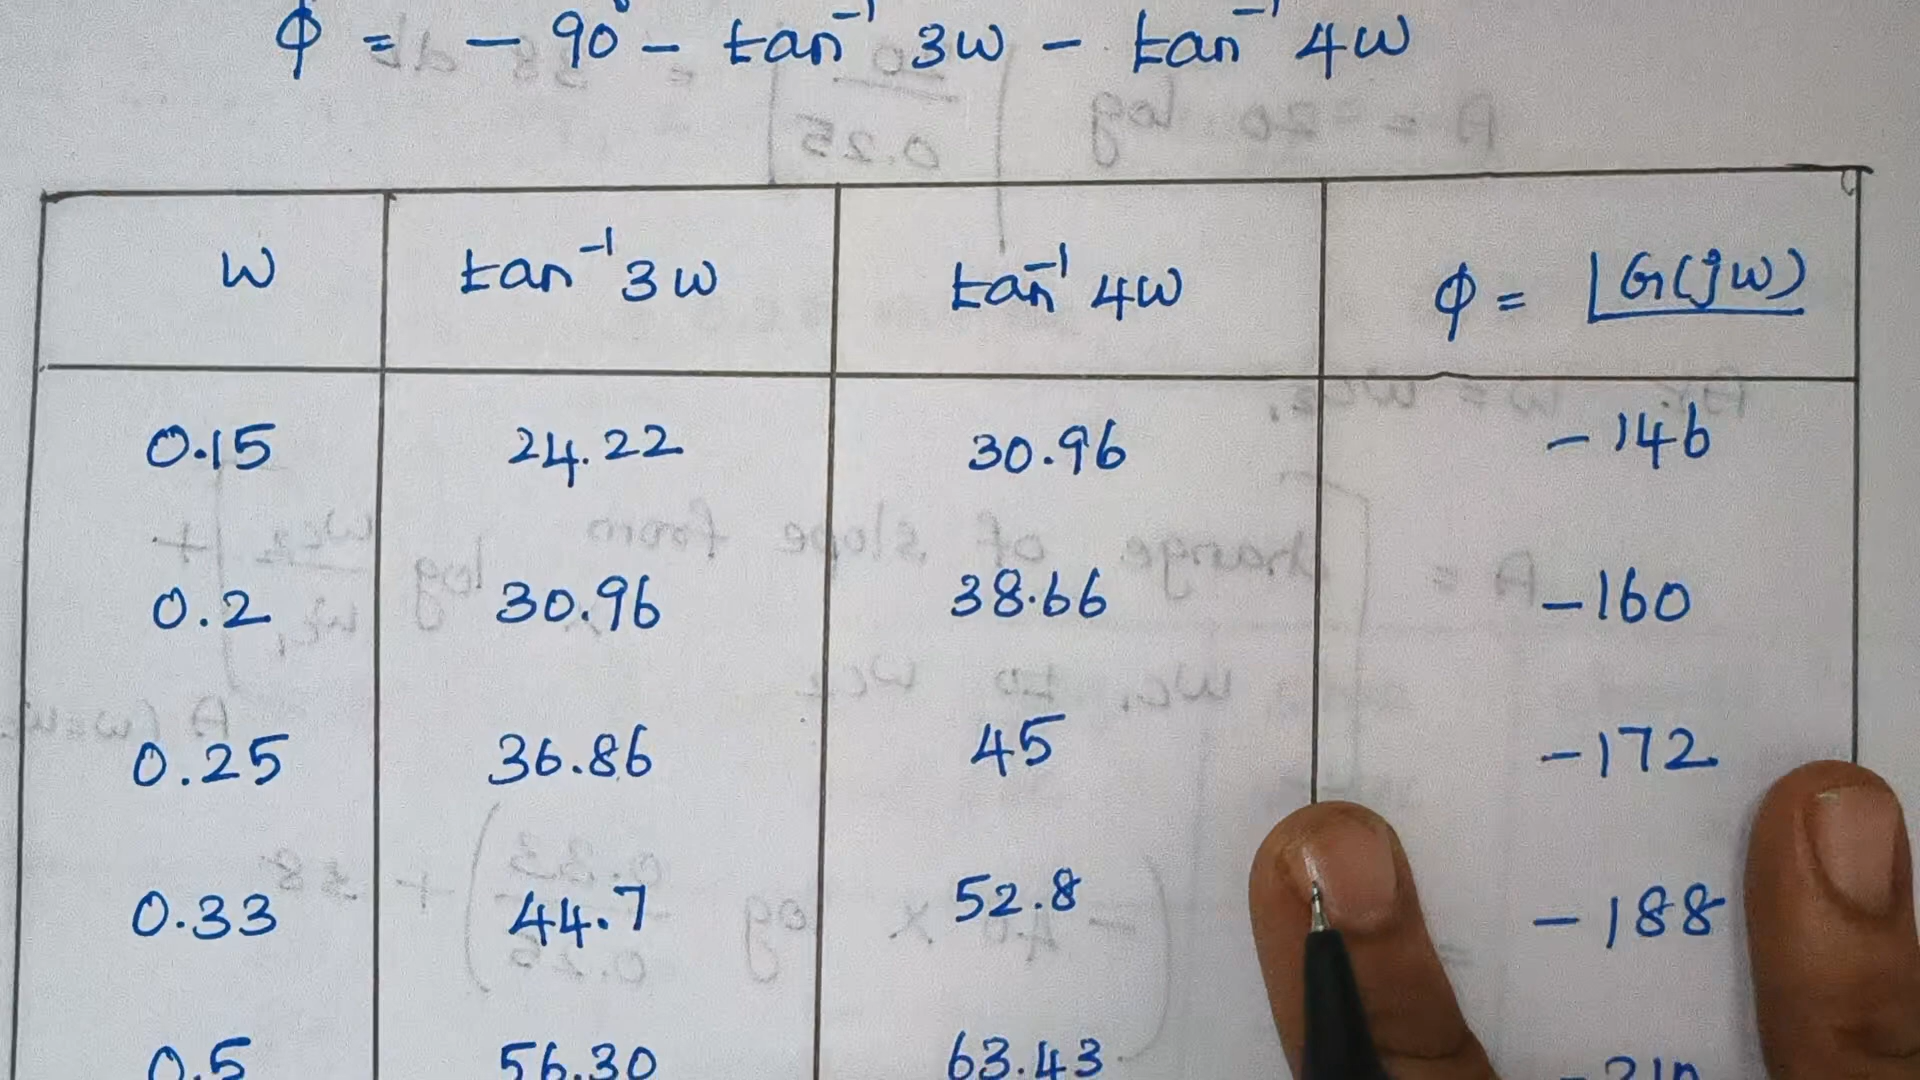 ϕ = - 90° - tan⁻¹ 3ω - tan⁻¹ 4ω
ω tan⁻¹ 3ω tan⁻¹ 4ω ϕ = ∠G(jω)
0.15 24.22 30.96 -146
0.2 30.96 38.66 -160
0.25 36.86 45 -172
0.33 44.7 52.8 -188
0.5 56.30 63.43 -210